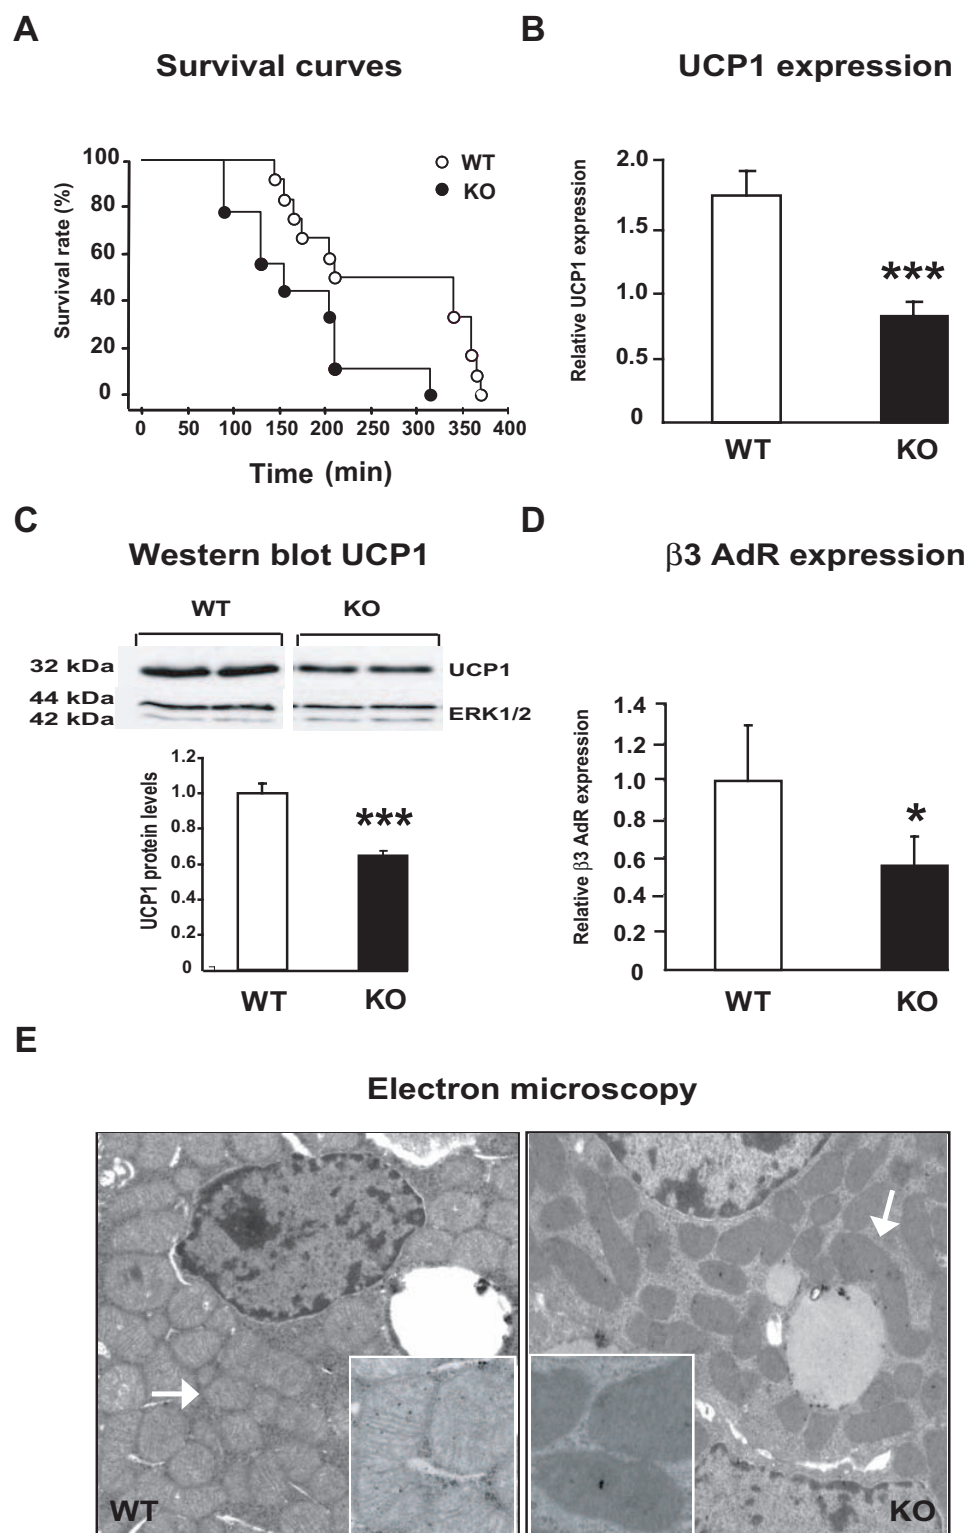 A
Survival curves
100
80
60
40
20
0
Survival rate (%)
WT
KO
0 50 100 150 200 250 300 350 400
Time (min)
B
UCP1 expression
2.0
1.5
1.0
0.5
0
Relative UCP1 expression
***
WT KO
C
Western blot UCP1
WT KO
32 kDa UCP1
44 kDa
42 kDa ERK1/2
1.2
1.0
0.8
0.6
0.4
0.2
0
UCP1 protein levels
***
WT KO
D
β3 AdR expression
1.4
1.2
1.0
0.8
0.6
0.4
0.2
0
Relative β3 AdR expression
*
WT KO
E
Electron microscopy
WT KO